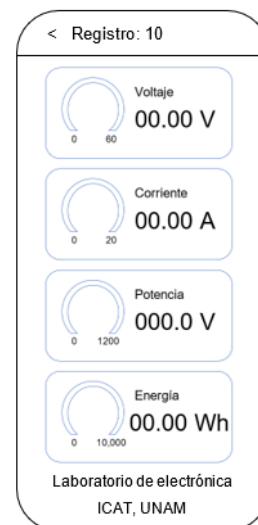 < Registro: 10
Voltaje
00.00 V
0 60
Corriente
00.00 A
0 20
Potencia
000.0 V
0 1200
Energía
00.00 Wh
0 10,000
Laboratorio de electrónica
ICAT, UNAM